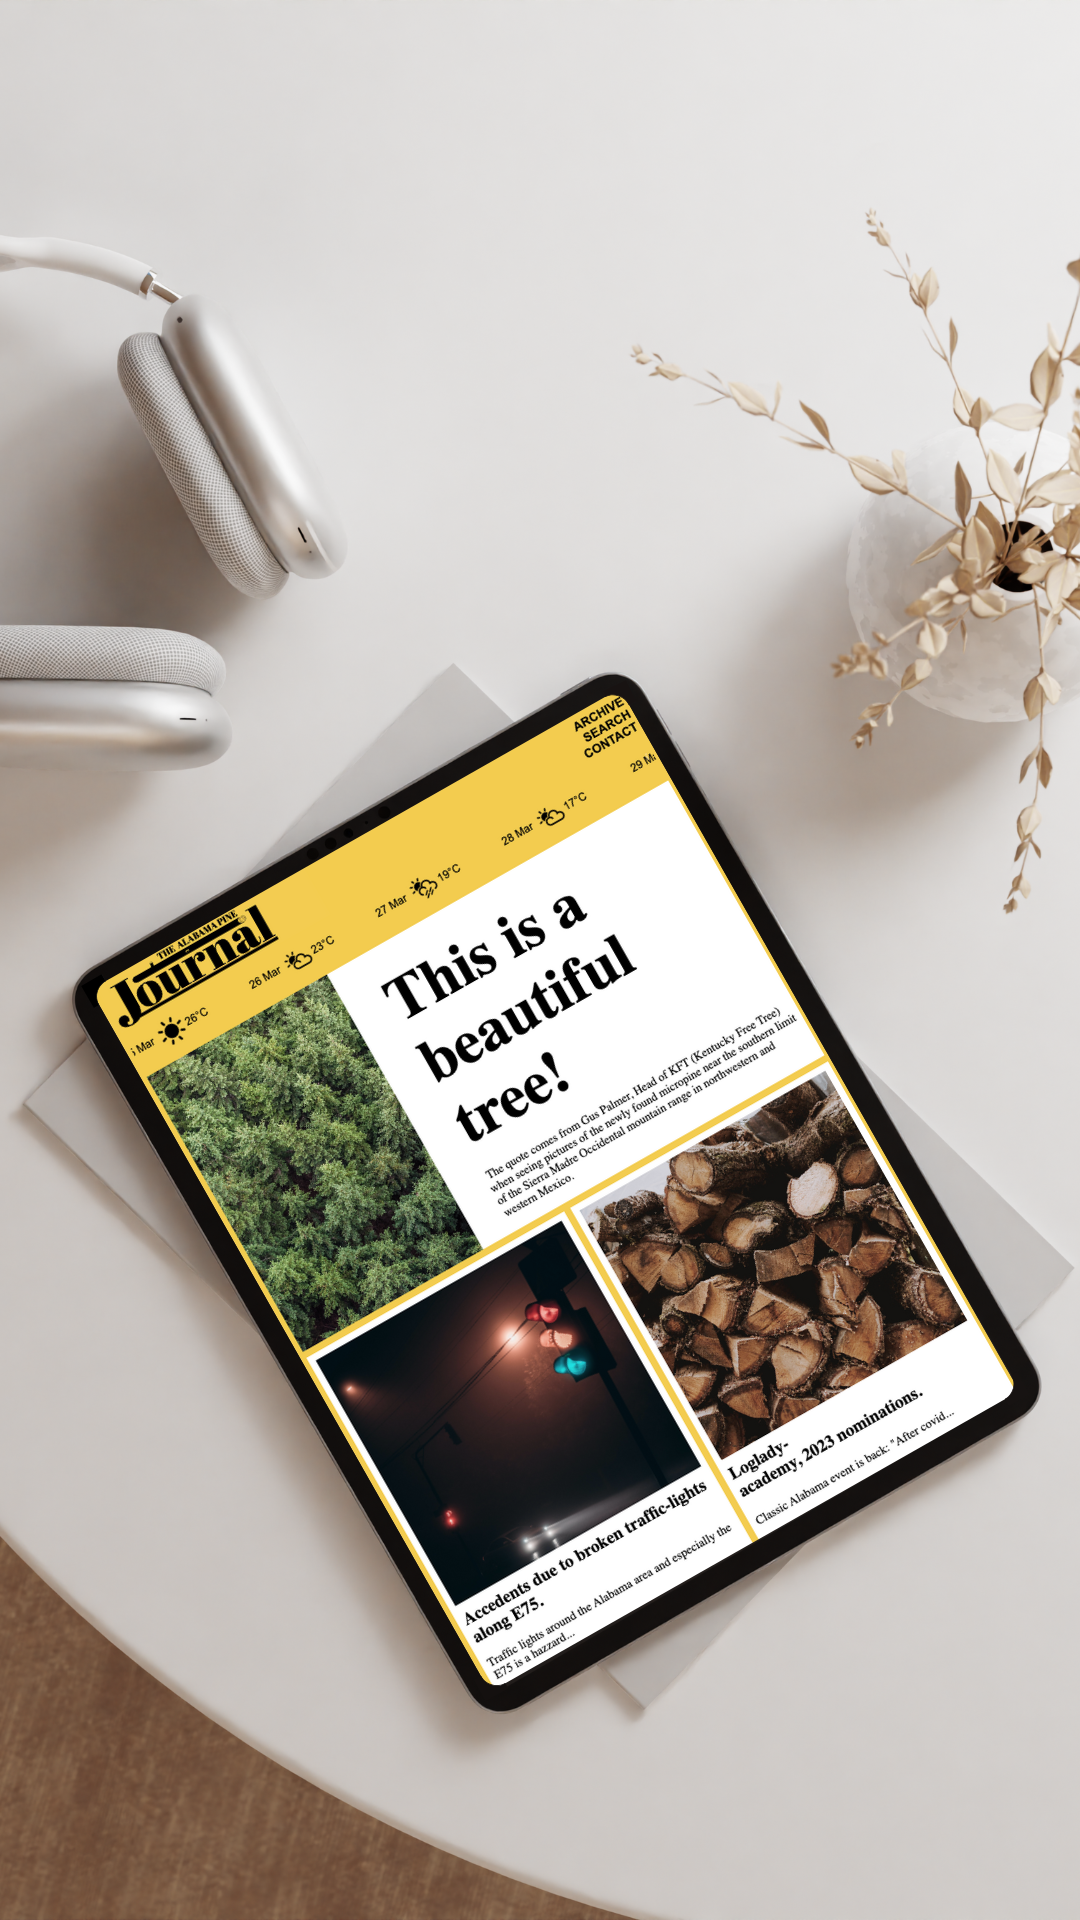 ARCHIVE
SEARCH
CONTACT
THE ALABAMA PINE
Journal
Mar 26°C
26 Mar 23°C
27 Mar 19°C
28 Mar 17°C
29
This is a
beautiful
tree!
The quote comes from Gus Palmer, Head of KFT (Kentucky Free Tree)
when seeing pictures of the newly found micropine near the southern limit
of the Sierra Madre Occidental mountain range in northwestern and
western Mexico.
Accedents due to broken traffic-lights
along E75.
Traffic lights around the Alabama area and especially the
E75 is a hazzard...
Loglady-
academy, 2023 nominations.
Classic Alabama event is back: "After covid...